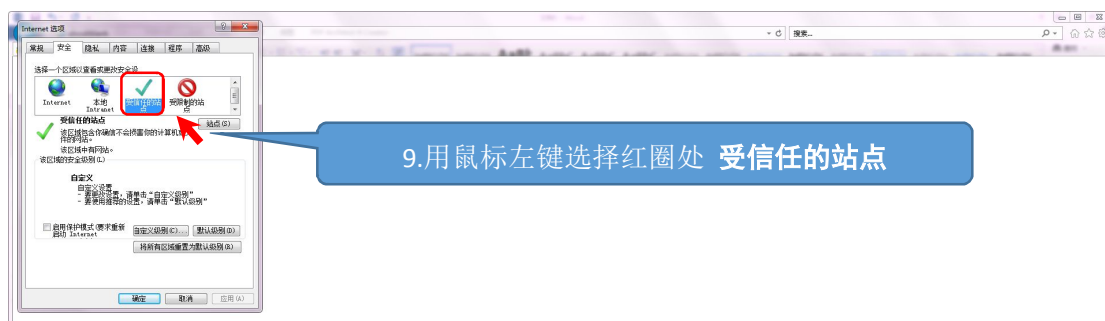 Internet 选项
搜索...
常规 安全 隐私 内容 连接 程序 高级
选择一个区域以查看或更改安全设
Internet
本地 Intranet
受信任的站点
受限制的站点
受信任的站点
站点(S)
该区域包含你确信不会损害你的计算机或
件的网站。
该区域中有网站。
该区域的安全级别(L)
自定义
自定义设置
- 要更改设置，请单击“自定义级别”
- 要使用推荐的设置，请单击“默认级别”
启用保护模式(要求重新
启动 Internet
自定义级别(C)... 默认级别(D)
将所有区域重置为默认级别(R)
确定 取消 应用(A)
9.用鼠标左键选择红圈处 受信任的站点